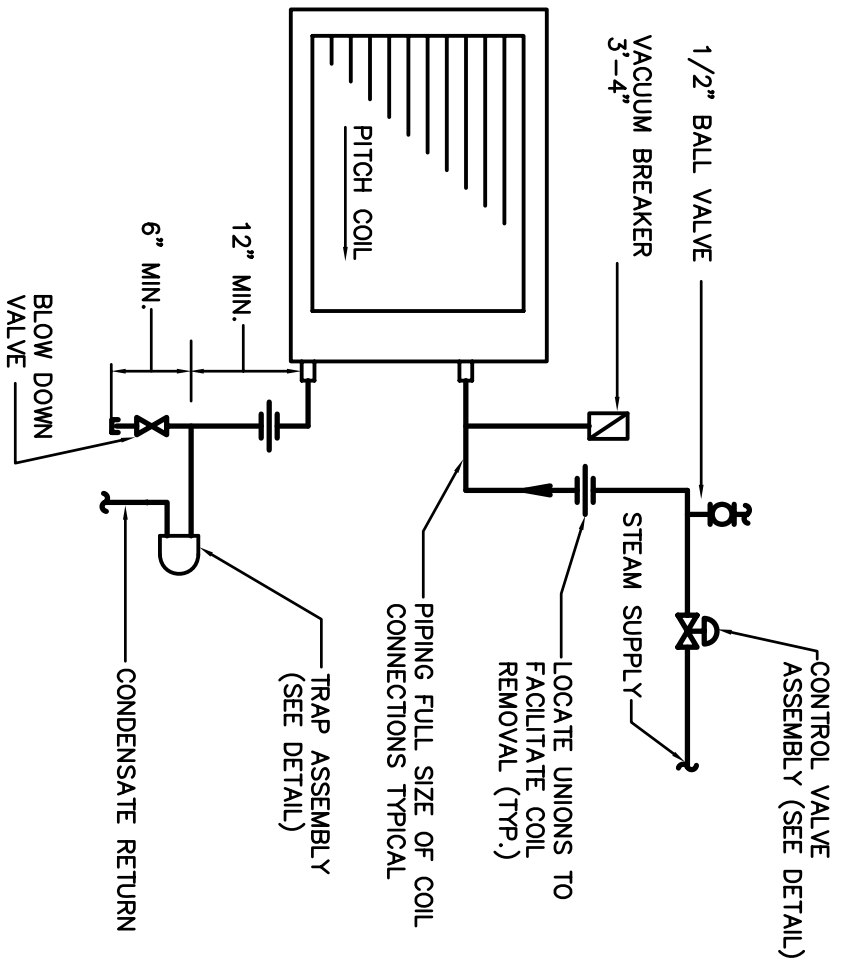 1/2" BALL VALVE
VACUUM BREAKER
3'-4"
CONTROL VALVE
ASSEMBLY (SEE DETAIL)
STEAM SUPPLY
LOCATE UNIONS TO
FACILITATE COIL
REMOVAL (TYP.)
PIPING FULL SIZE OF COIL
CONNECTIONS TYPICAL
PITCH COIL
12" MIN.
6" MIN.
TRAP ASSEMBLY
(SEE DETAIL)
BLOW DOWN
VALVE
CONDENSATE RETURN